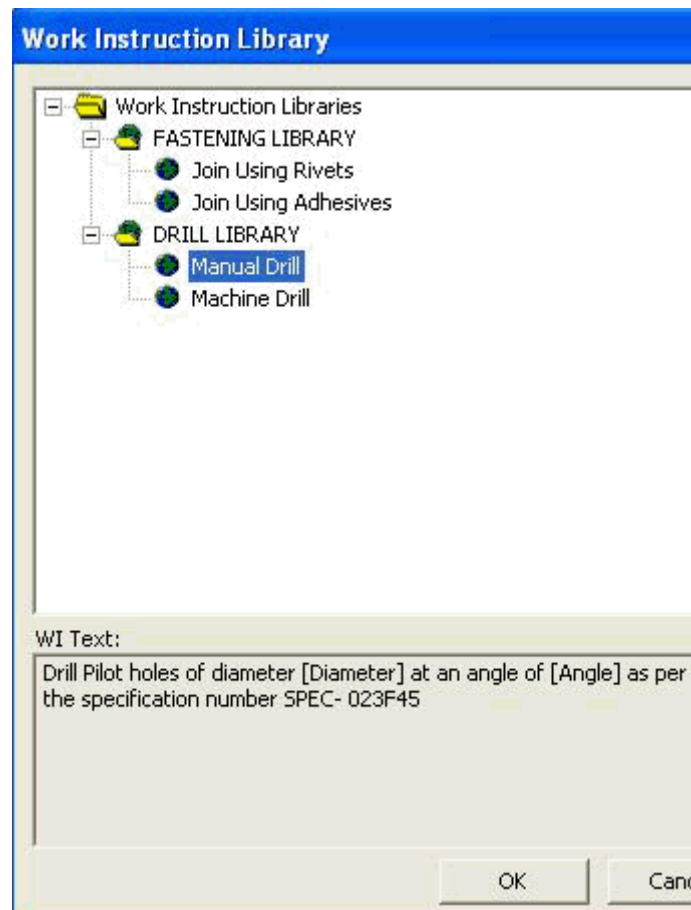 Work Instruction Library
Work Instruction Libraries
FASTENING LIBRARY
Join Using Rivets
Join Using Adhesives
DRILL LIBRARY
Manual Drill
Machine Drill
WI Text:
Drill Pilot holes of diameter [Diameter] at an angle of [Angle] as per
the specification number SPEC- 023F45
OK